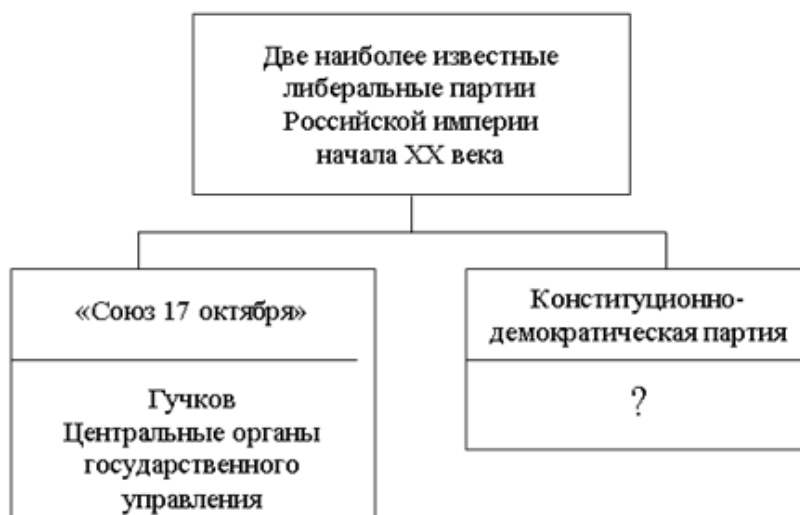 Две наиболее известные
либеральные партии
Российской империи
начала XX века
«Союз 17 октября»
Гучков
Центральные органы
государственного
управления
Конституционно-
демократическая партия
?